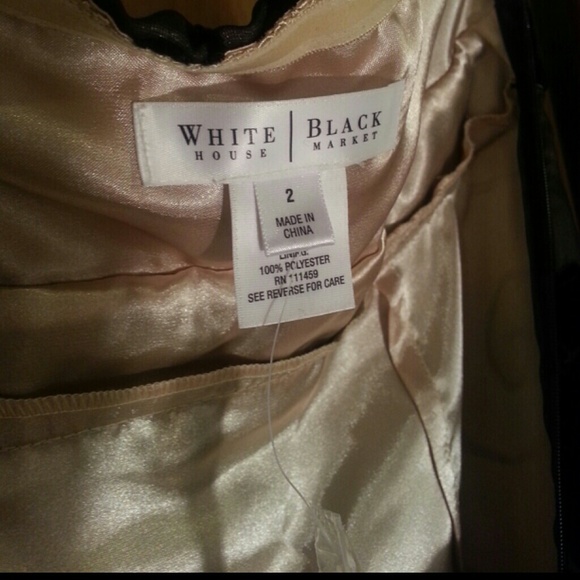 WHITE | BLACK
HOUSE MARKET
2
MADE IN
CHINA
100% POLYESTER
RN 111459
SEE REVERSE FOR CARE